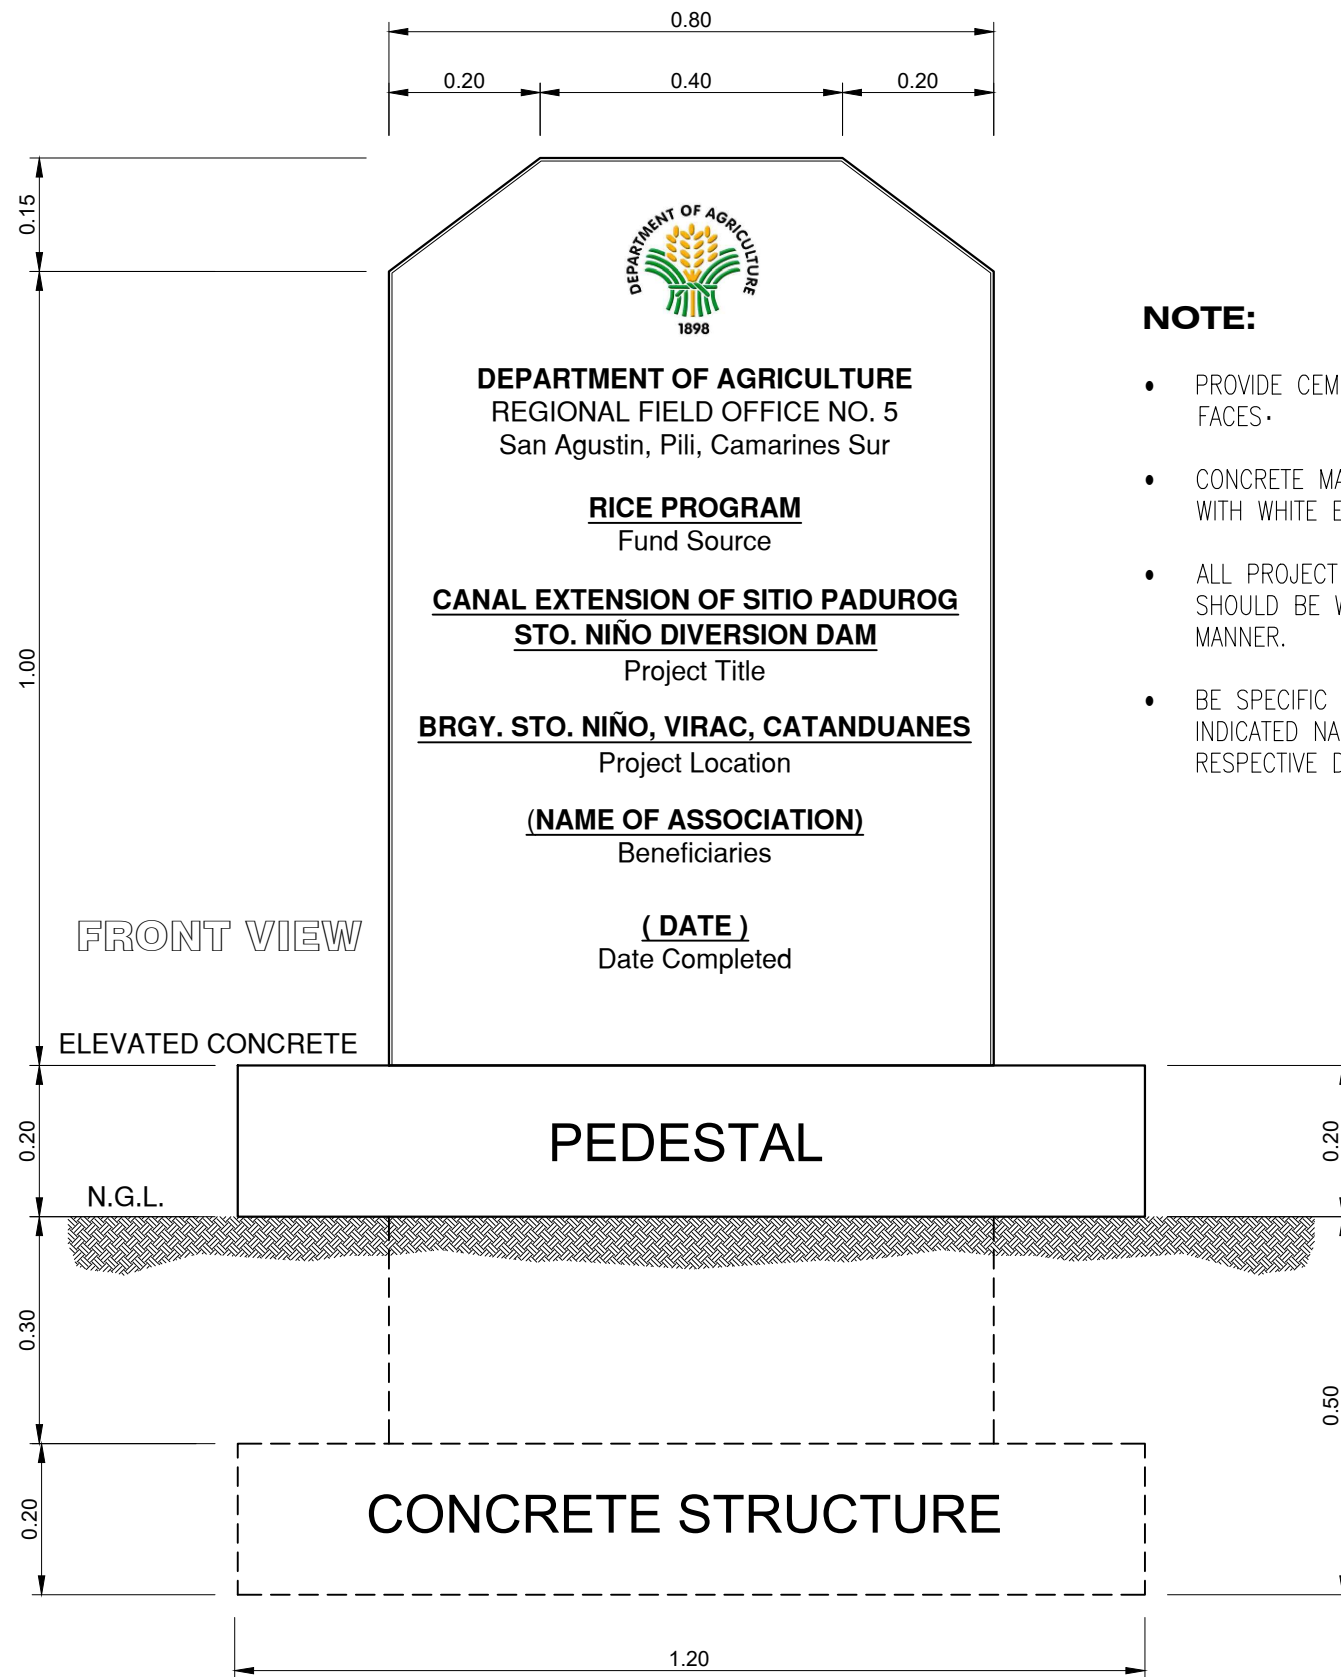 0.80
0.20 0.40 0.20
0.15
DEPARTMENT OF AGRICULTURE
1898
DEPARTMENT OF AGRICULTURE
REGIONAL FIELD OFFICE NO. 5
San Agustin, Pili, Camarines Sur
RICE PROGRAM
Fund Source
CANAL EXTENSION OF SITIO PADUROG
STO. NIÑO DIVERSION DAM
Project Title
BRGY. STO. NIÑO, VIRAC, CATANDUANES
Project Location
(NAME OF ASSOCIATION)
Beneficiaries
( DATE )
Date Completed
1.00
FRONT VIEW
ELEVATED CONCRETE
0.20
PEDESTAL
0.20
N.G.L.
0.30
0.50
0.20
CONCRETE STRUCTURE
1.20
NOTE:
• PROVIDE CEM
FACES.
• CONCRETE MA
WITH WHITE E
• ALL PROJECT
SHOULD BE W
MANNER.
• BE SPECIFIC
INDICATED NA
RESPECTIVE D